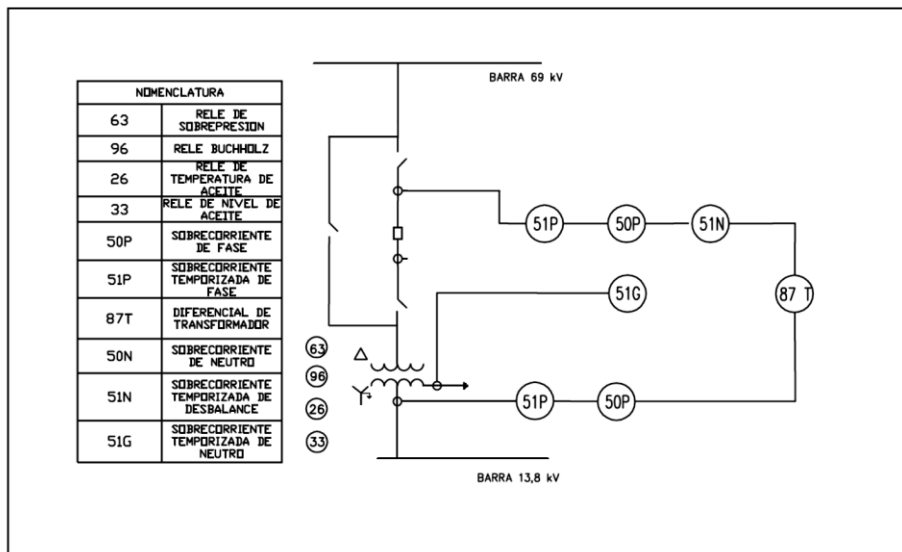 NOMENCLATURA
63
RELE DE
SOBREPRESION
96
RELE BUCHHOLZ
26
RELE DE
TEMPERATURA DE
ACEITE
33
RELE DE NIVEL DE
ACEITE
50P
SOBRECORRIENTE
DE FASE
51P
SOBRECORRIENTE
TEMPORIZADA DE
FASE
87T
DIFERENCIAL DE
TRANSFORMADOR
50N
SOBRECORRIENTE
DE NEUTRO
51N
SOBRECORRIENTE
TEMPORIZADA DE
DESBALANCE
51G
SOBRECORRIENTE
TEMPORIZADA DE
NEUTRO
BARRA 69 kV
51P
50P
51N
51G
87 T
63
96
26
33
51P
50P
BARRA 13,8 kV